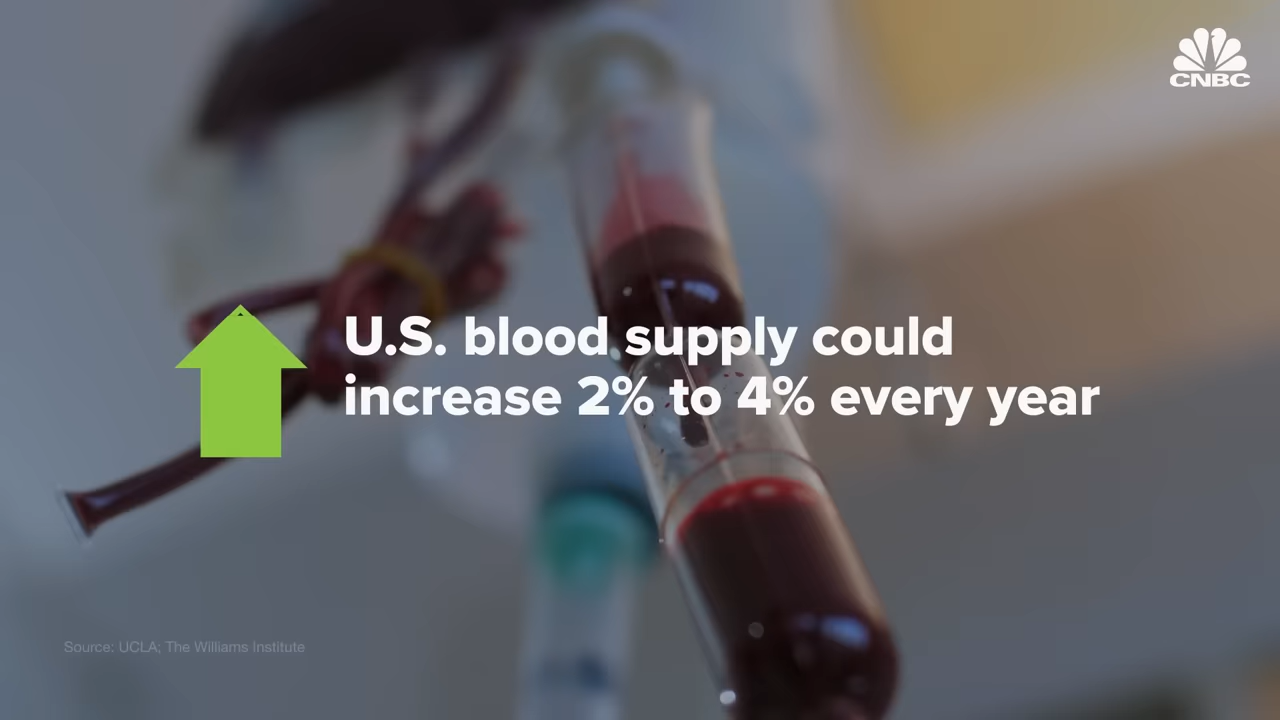 CNBC
U.S. blood supply could
increase 2% to 4% every year
Source: UCLA; The Williams Institute